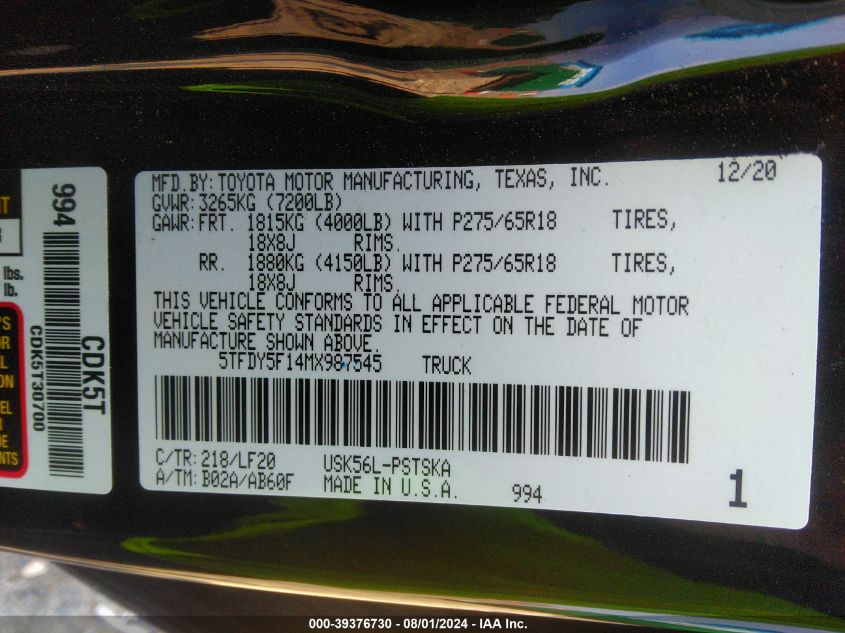 MFD.BY:TOYOTA MOTOR MANUFACTURING, TEXAS, INC. 12/20
GVWR: 3265KG (7200LB)
GAWR: FRT. 1815KG (4000LB) WITH P275/65R18 TIRES,
18X8J RIMS.
RR. 1880KG (4150LB) WITH P275/65R18 TIRES,
18X8J RIMS.
THIS VEHICLE CONFORMS TO ALL APPLICABLE FEDERAL MOTOR
VEHICLE SAFETY STANDARDS IN EFFECT ON THE DATE OF
MANUFACTURE SHOWN ABOVE.
5TFDY5F14MX987545 TRUCK
C/TR: 218/LF20 USK56L-PSTSKA
A/TM: B02A/AB60F MADE IN U.S.A. 994 1
994
CDK5T
CDK5T30700
lbs.
lb.
000-39376730 - 08/01/2024 - IAA Inc.